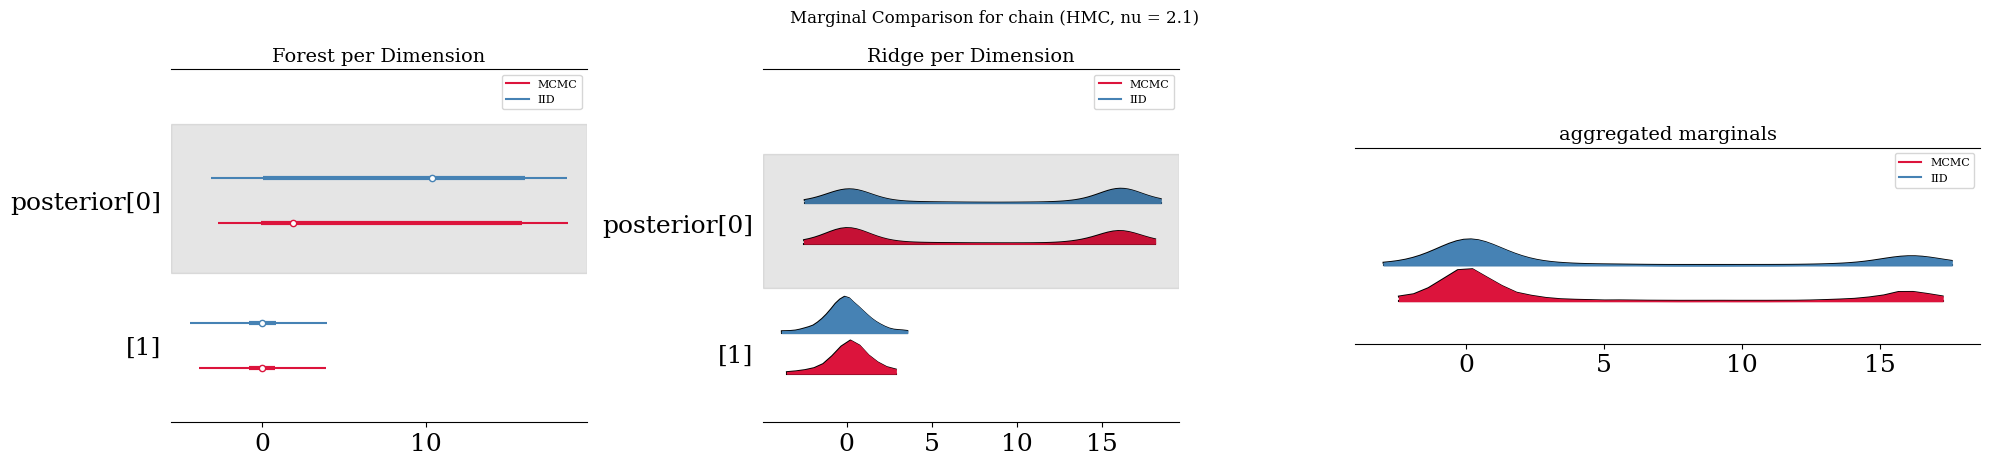 Marginal Comparison for chain (HMC, nu = 2.1)
Forest per Dimension
MCMC
IID
posterior[0]
[1]
0 10
Ridge per Dimension
MCMC
IID
posterior[0]
[1]
0 5 10 15
aggregated marginals
MCMC
IID
0 5 10 15